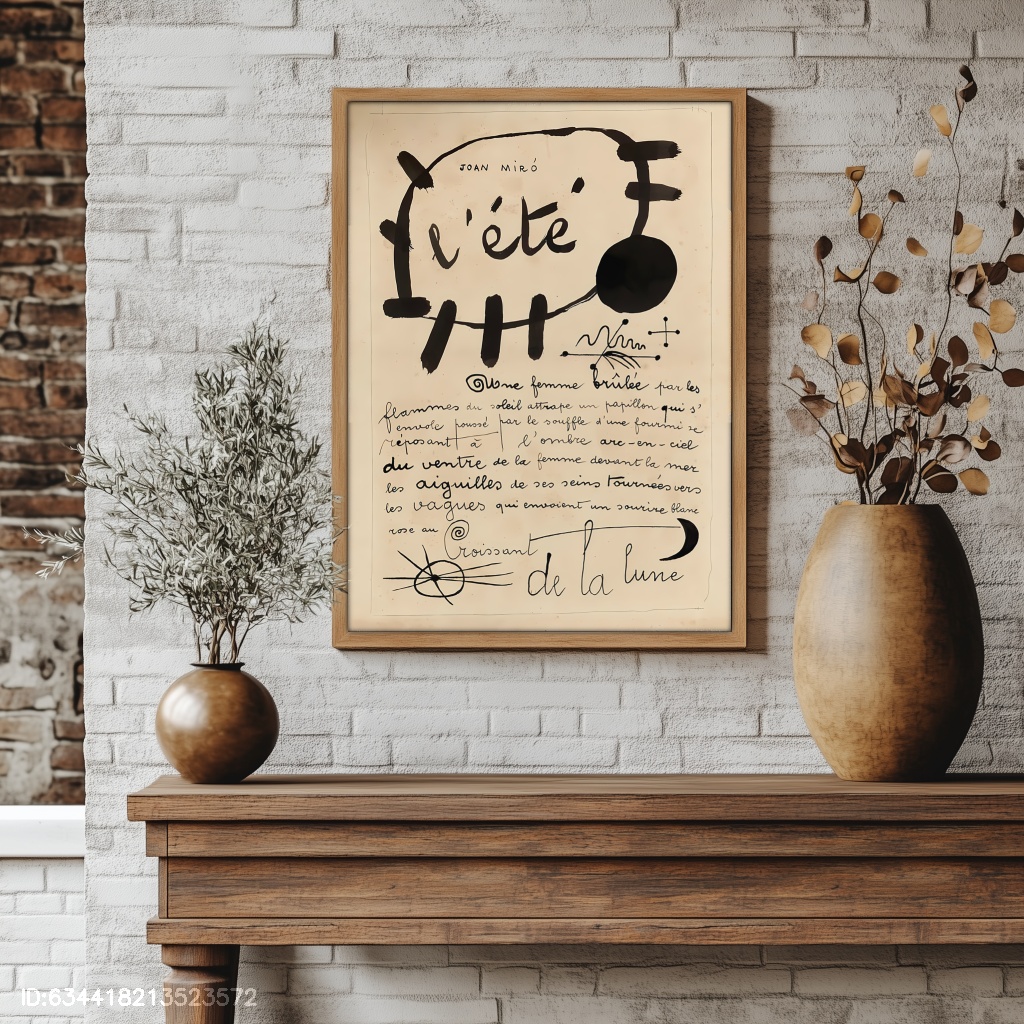 JOAN MIRÓ
l'été
Une femme brûlée par les
flammes du soleil attrape un papillon qui s'
envole poussé par le souffle d'une fourmi se
réposant à l'ombre arc-en-ciel
du ventre de la femme devant la mer
les aiguilles de ses seins tournées vers
les vagues qui envoient un sourire blanc
rose au Croissant
de la lune
ID:634418213523572